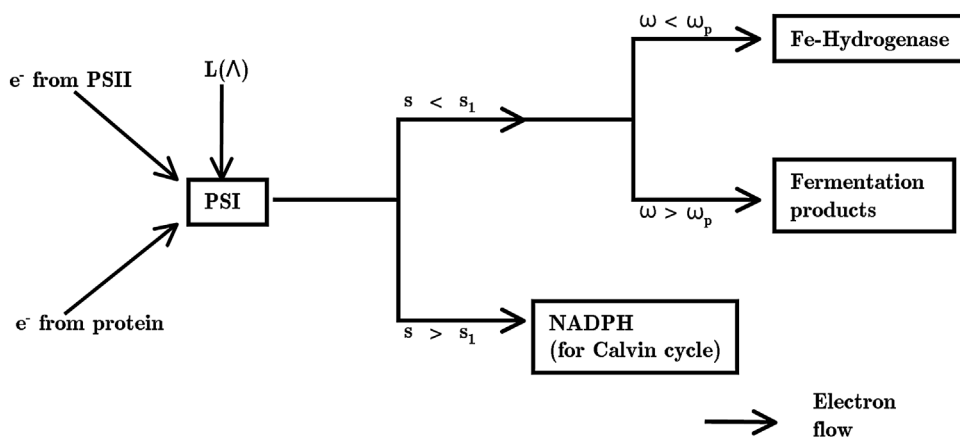 e⁻ from PSII
L(Λ)
PSI
e⁻ from protein
s < s₁
s > s₁
ω < ωₚ
ω > ωₚ
Fe-Hydrogenase
Fermentation
products
NADPH
(for Calvin cycle)
Electron
flow